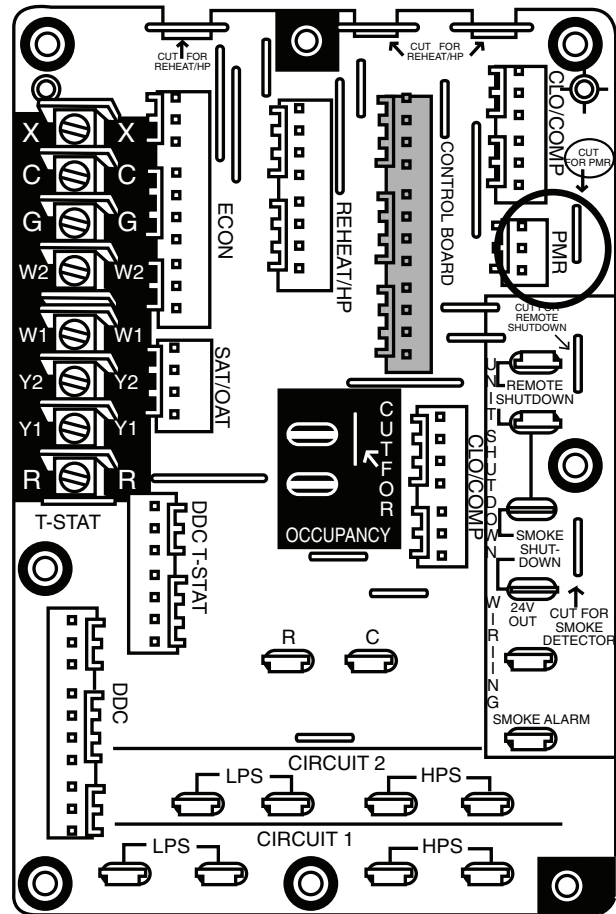 CUT FOR
REHEAT/HP
CUT FOR
REHEAT/HP
CLO/COMP
CUT
FOR PMR
X X
C C
G G
W2 W2
W1 W1
Y2 Y2
Y1 Y1
R R
T-STAT
ECON
REHEAT/HP
CONTROL BOARD
PMR
SAT/OAT
CUT FOR
REMOTE
SHUTDOWN
REMOTE
SHUTDOWN
UNIT SHUTDOWN WIRIING
CUT FOR
OCCUPANCY
CLO/COMP
SMOKE
SHUT-
DOWN
24V
OUT
CUT FOR
SMOKE
DETECTOR
SMOKE ALARM
DDC T-STAT
DDC
R C
CIRCUIT 2
LPS HPS
CIRCUIT 1
LPS HPS